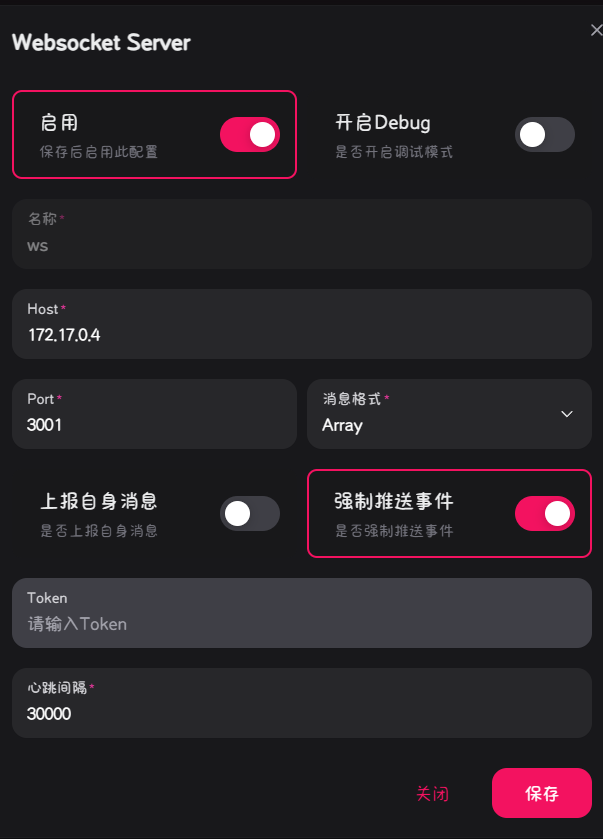 Websocket Server
启用
保存后启用此配置
开启Debug
是否开启调试模式
名称*
ws
Host*
172.17.0.4
Port*
3001
消息格式*
Array
上报自身消息
是否上报自身消息
强制推送事件
是否强制推送事件
Token
请输入Token
心跳间隔*
30000
关闭
保存